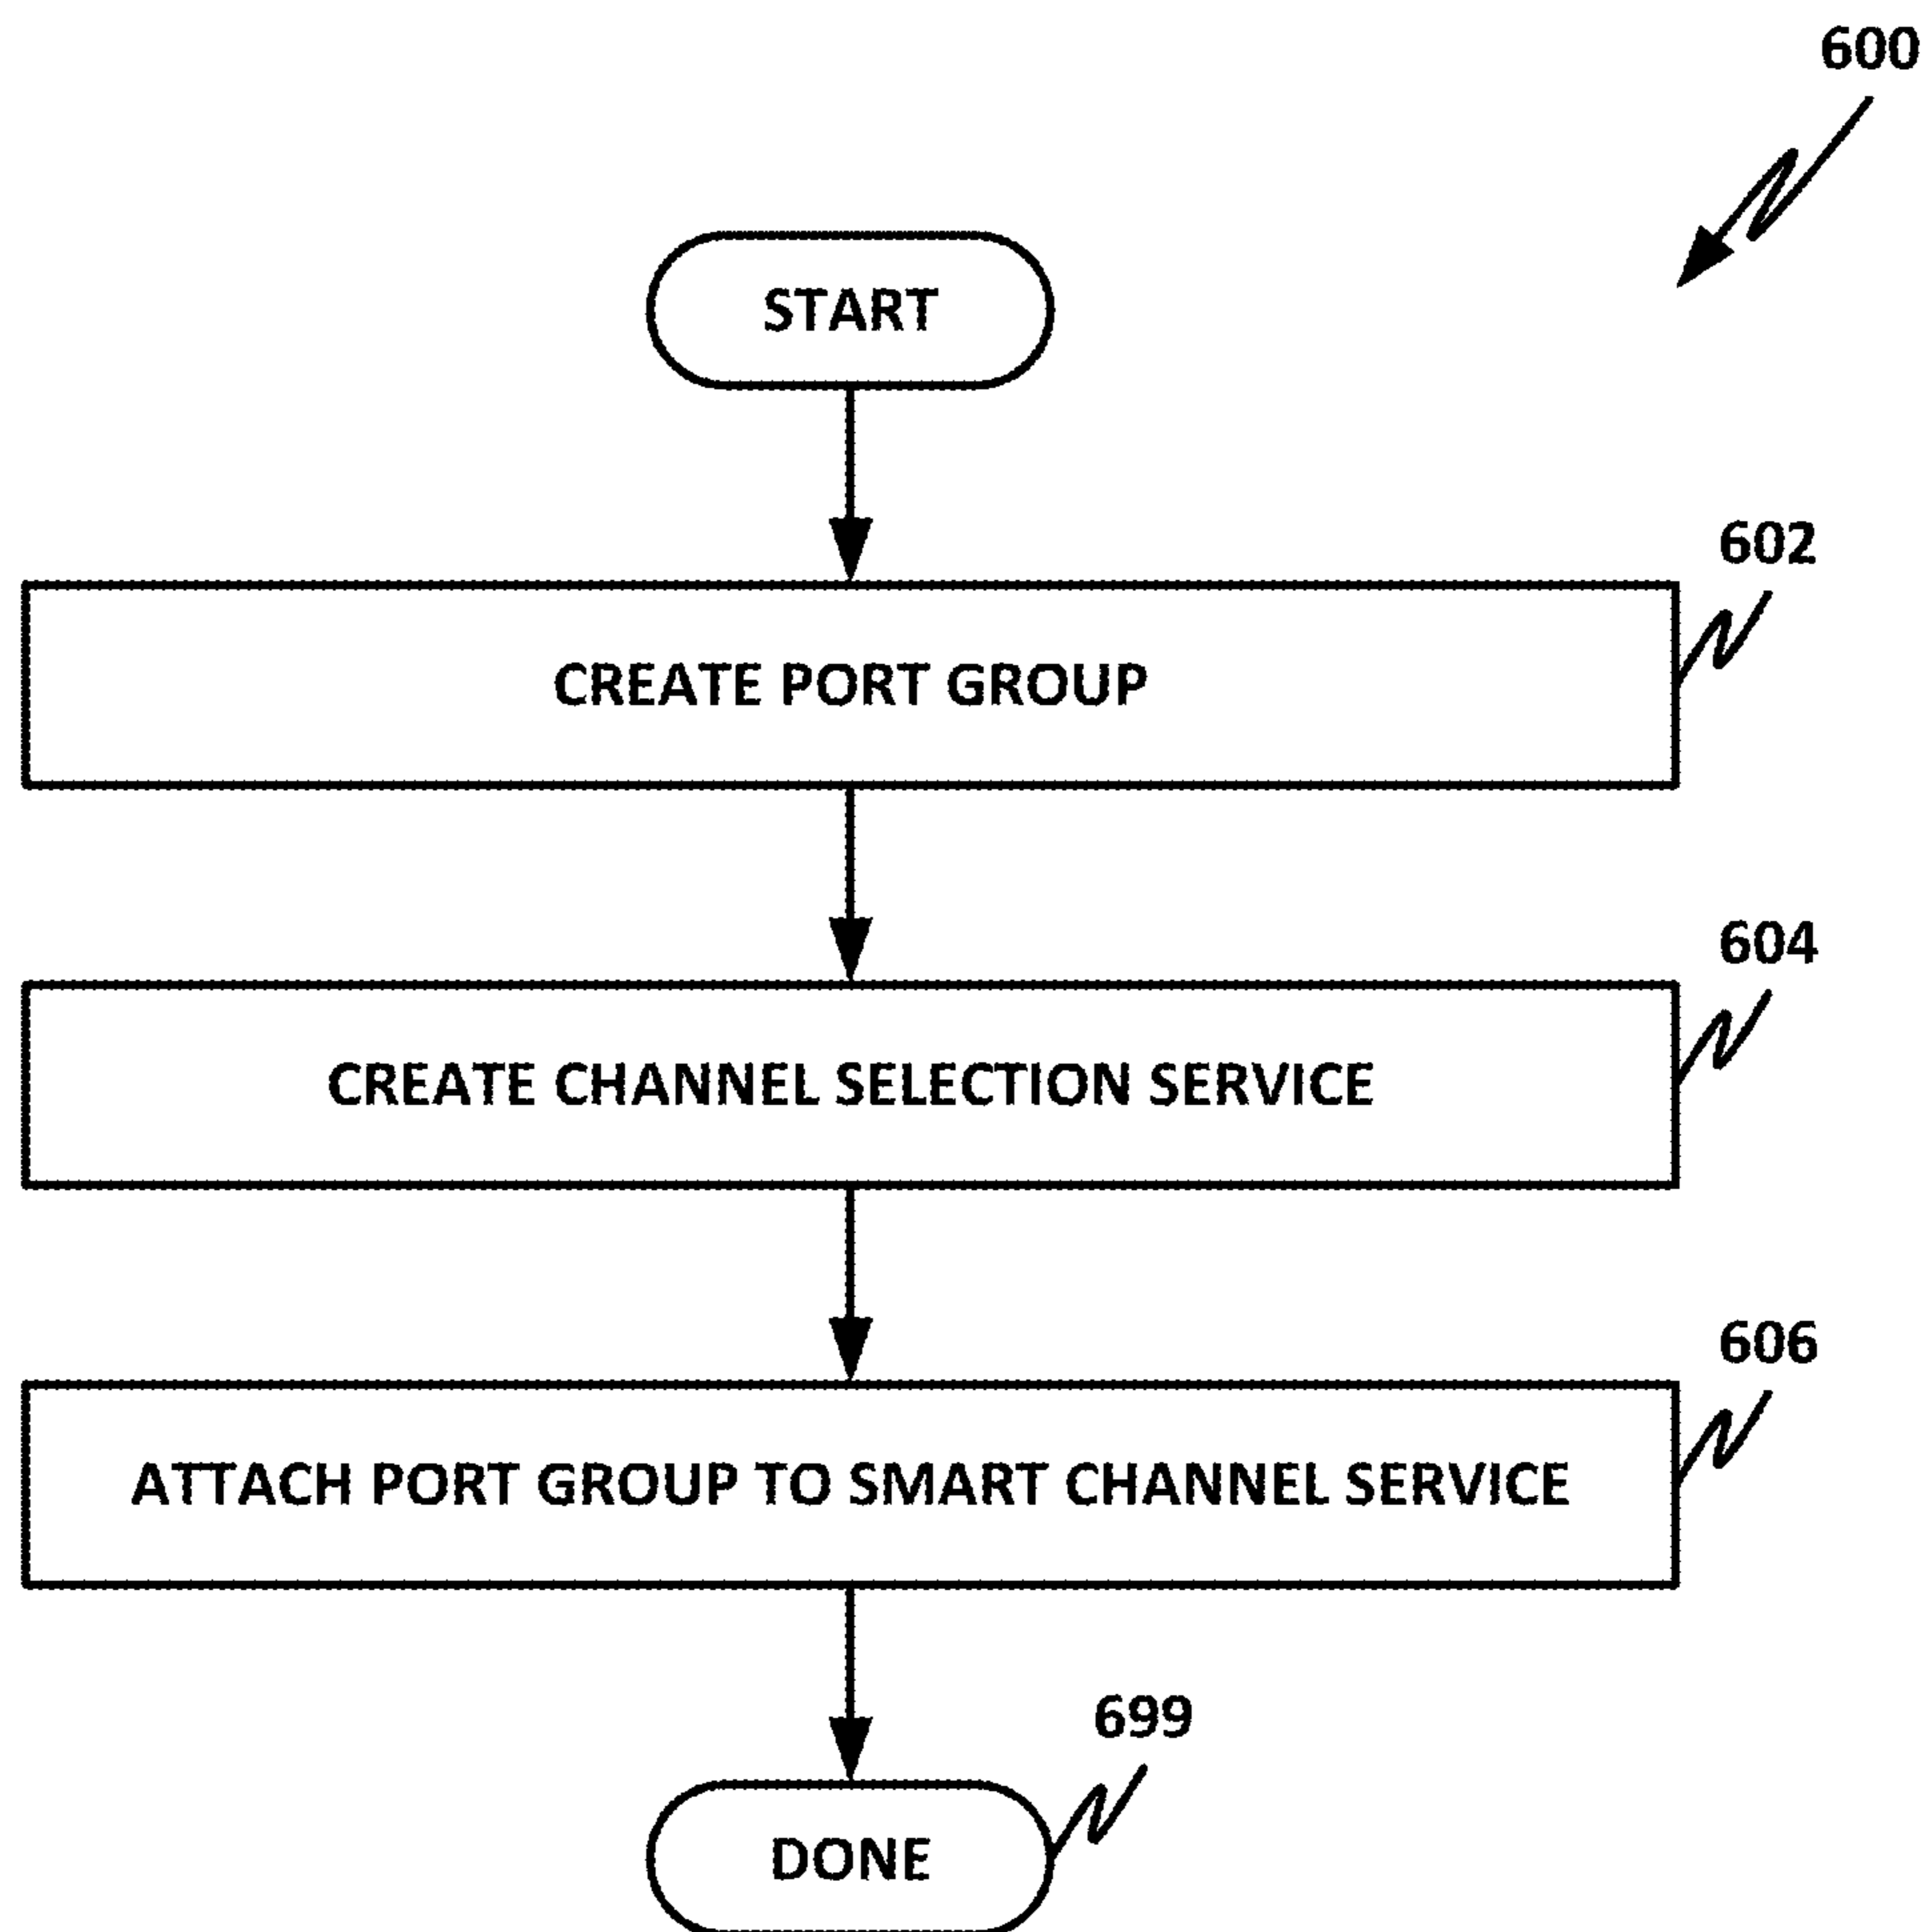 600
START
602
CREATE PORT GROUP
604
CREATE CHANNEL SELECTION SERVICE
606
ATTACH PORT GROUP TO SMART CHANNEL SERVICE
699
DONE